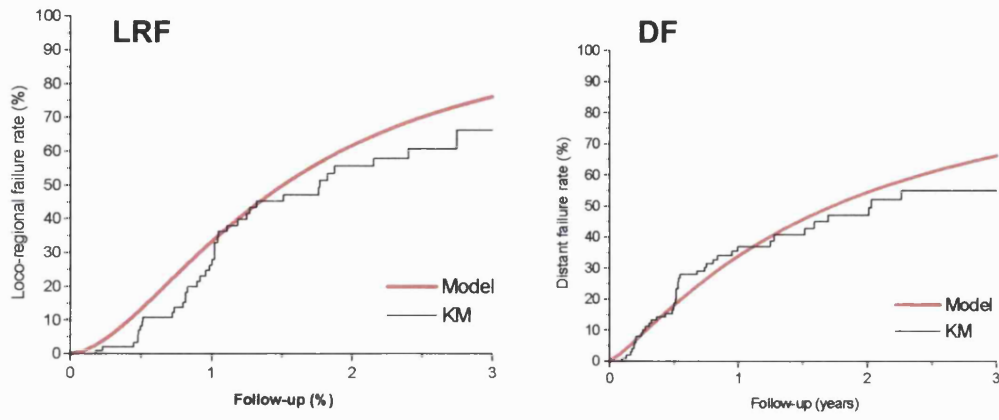 LRF
100
90
80
70
60
50
40
30
20
10
0
Loco-regional failure rate (%)
Model
KM
0 1 2 3
Follow-up (%)
DF
100
90
80
70
60
50
40
30
20
10
0
Distant failure rate (%)
Model
KM
0 1 2 3
Follow-up (years)